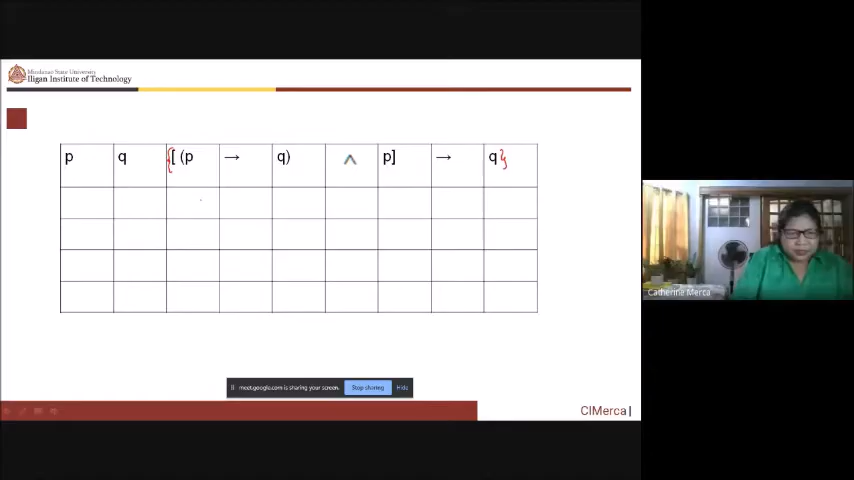 Mindanao State University
Iligan Institute of Technology
p q {[ (p → q) ∧ p] → q}
Catherine Merca
meet.google.com is sharing your screen. Stop sharing Hide
CIMerca|